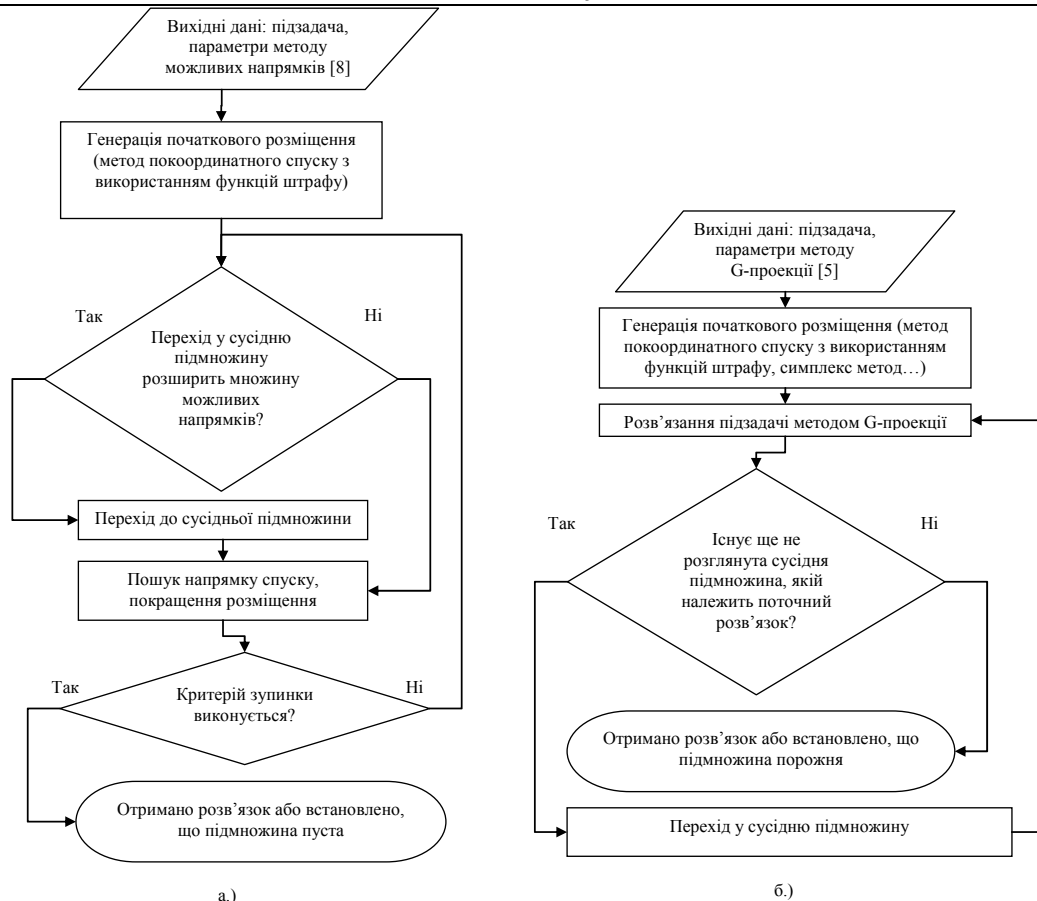 Вихідні дані: підзадача,
параметри методу
можливих напрямків [8]
Генерація початкового розміщення
(метод покоординатного спуску з
використанням функцій штрафу)
Так
Ні
Перехід у сусідню
підмножину
розширить множину
можливих
напрямків?
Перехід до сусідньої підмножини
Пошук напрямку спуску,
покращення розміщення
Так
Ні
Критерій зупинки
виконується?
Отримано розв’язок або встановлено,
що підмножина пуста
а.)
Вихідні дані: підзадача,
параметри методу
G-проекції [5]
Генерація початкового розміщення (метод
покоординатного спуску з використанням
функцій штрафу, симплекс метод…)
Розв’язання підзадачі методом G-проекції
Так
Ні
Існує ще не
розглянута сусідня
підмножина, якій
належить поточний
розв’язок?
Отримано розв’язок або встановлено, що
підмножина порожня
Перехід у сусідню підмножину
б.)